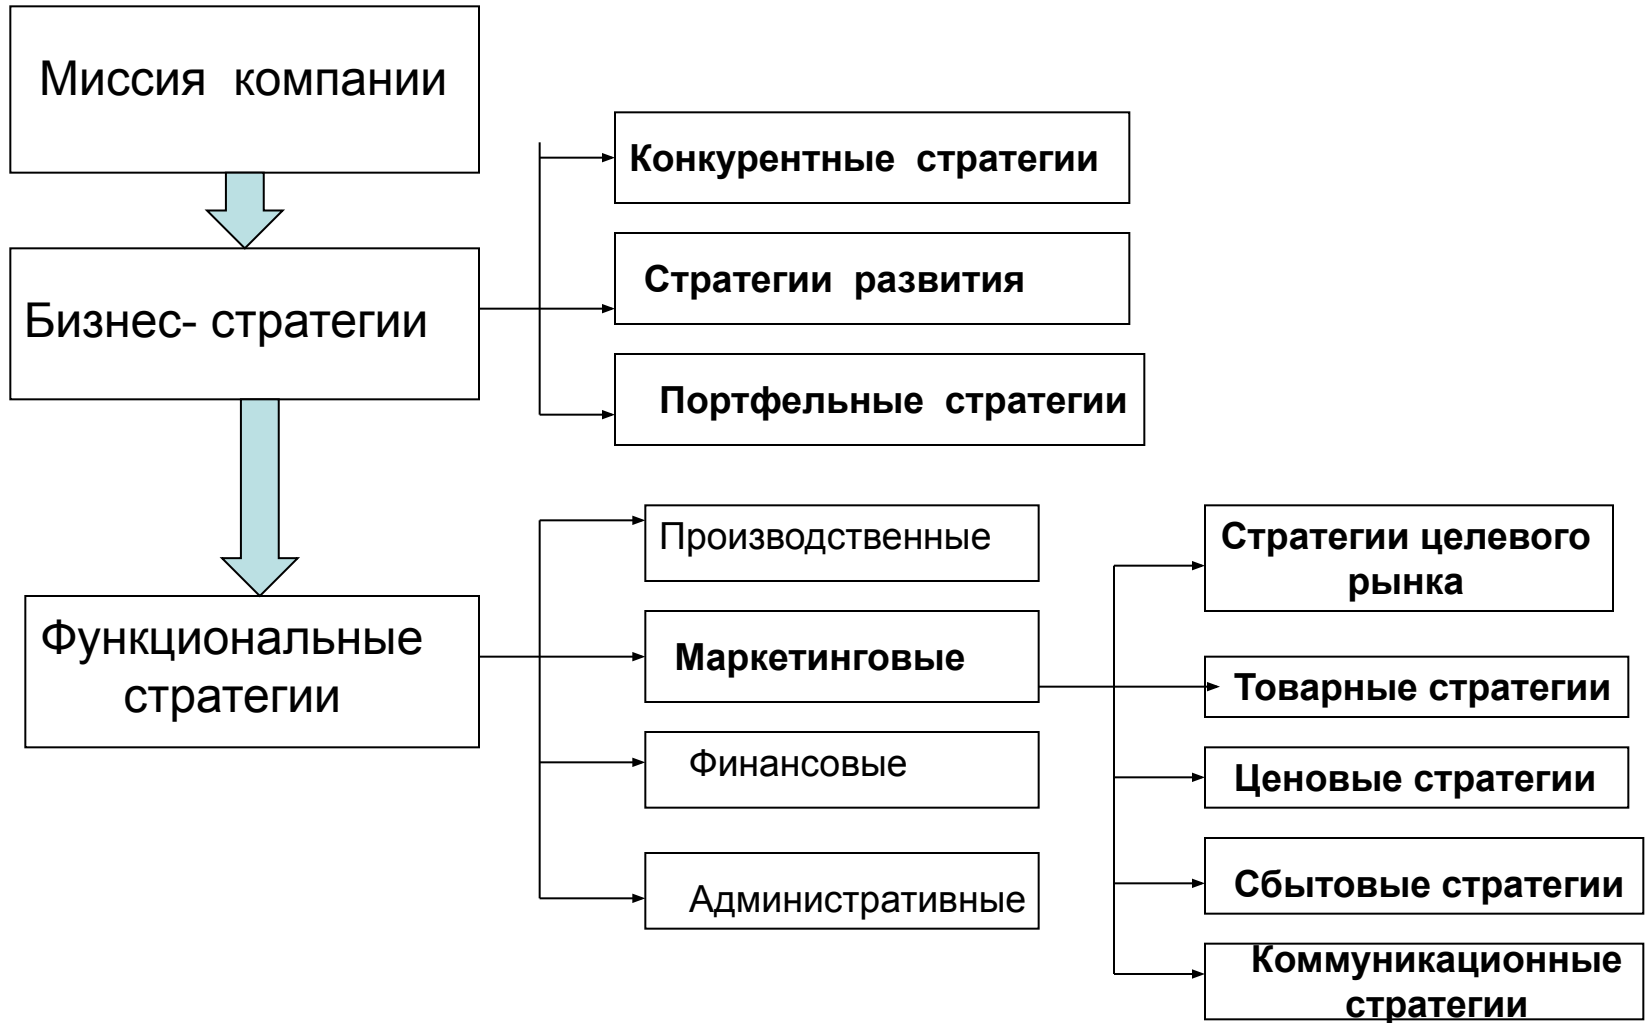 Миссия компании
Конкурентные стратегии
Стратегии развития
Бизнес- стратегии
Портфельные стратегии
Производственные
Стратегии целевого
рынка
Функциональные
стратегии
Маркетинговые
Товарные стратегии
Финансовые
Ценовые стратегии
Административные
Сбытовые стратегии
Коммуникационные
стратегии